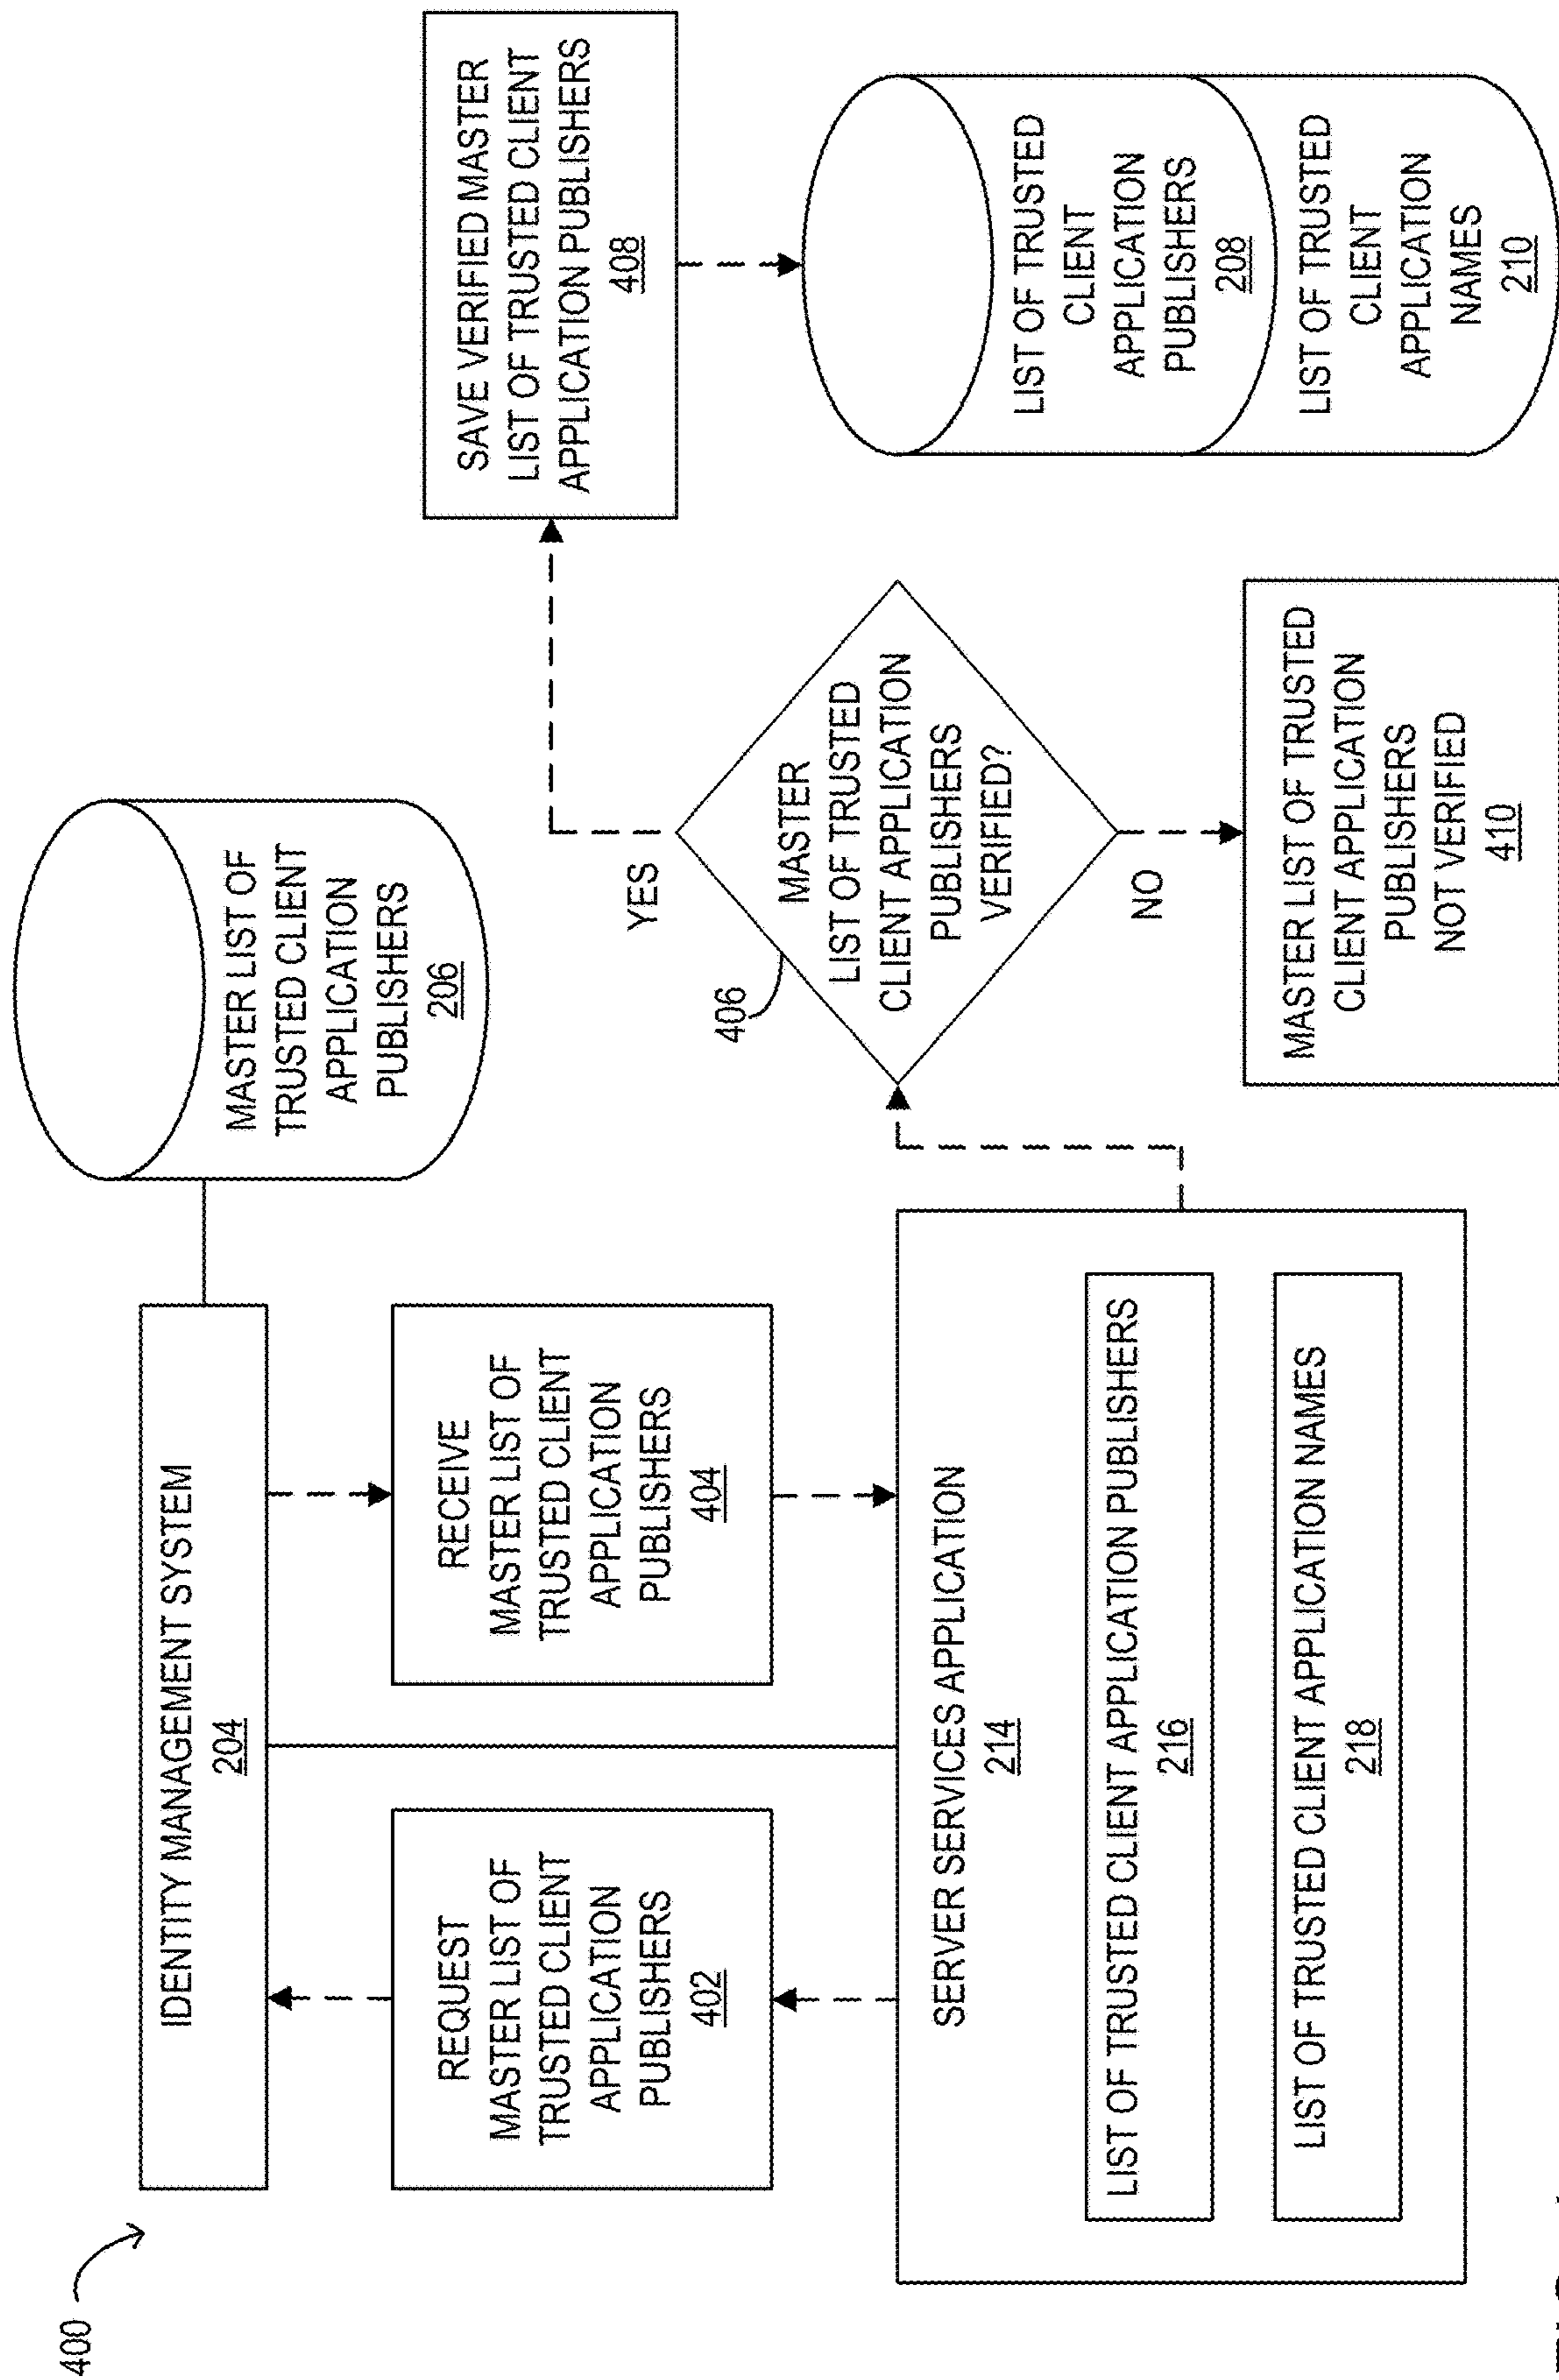 400
IDENTITY MANAGEMENT SYSTEM
204
MASTER LIST OF
TRUSTED CLIENT
APPLICATION
PUBLISHERS
206
REQUEST
MASTER LIST OF
TRUSTED CLIENT
APPLICATION
PUBLISHERS
402
RECEIVE
MASTER LIST OF
TRUSTED CLIENT
APPLICATION
PUBLISHERS
404
SERVER SERVICES APPLICATION
214
LIST OF TRUSTED CLIENT APPLICATION PUBLISHERS
216
LIST OF TRUSTED CLIENT APPLICATION NAMES
218
406
MASTER
LIST OF TRUSTED
CLIENT APPLICATION
PUBLISHERS
VERIFIED?
YES
NO
SAVE VERIFIED MASTER
LIST OF TRUSTED CLIENT
APPLICATION PUBLISHERS
408
LIST OF TRUSTED
CLIENT
APPLICATION
PUBLISHERS
208
LIST OF TRUSTED
CLIENT
APPLICATION
NAMES
210
MASTER LIST OF TRUSTED
CLIENT APPLICATION
PUBLISHERS
NOT VERIFIED
410